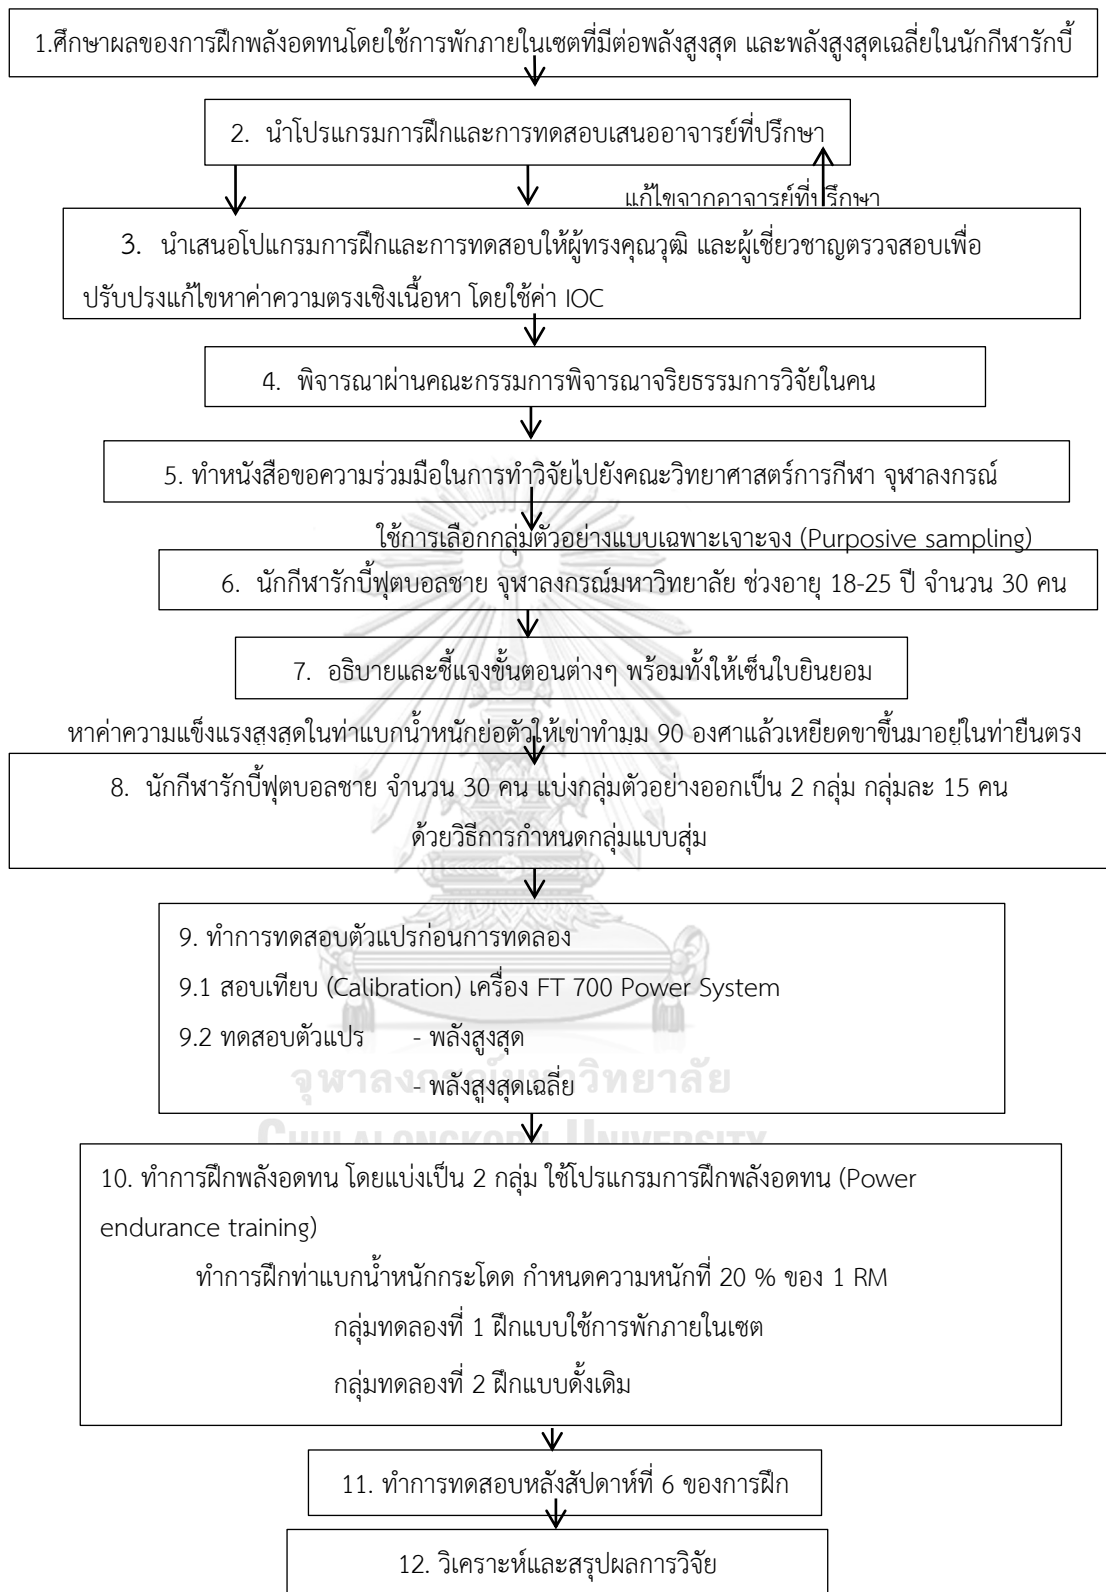 1.ศึกษาผลของการฝึกพลังอดทนโดยใช้การพักภายในเซตที่มีต่อพลังสูงสุด และพลังสูงสุดเฉลี่ยในนักกีฬารักบี้
2. นำโปรแกรมการฝึกและการทดสอบเสนออาจารย์ที่ปรึกษา
แก้ไขจากอาจารย์ที่ปรึกษา
3. นำเสนอโปแกรมการฝึกและการทดสอบให้ผู้ทรงคุณวุฒิ และผู้เชี่ยวชาญตรวจสอบเพื่อ
ปรับปรงแก้ไขหาค่าความตรงเชิงเนื้อหา โดยใช้ค่า IOC
4. พิจารณาผ่านคณะกรรมการพิจารณาจริยธรรมการวิจัยในคน
5. ทำหนังสือขอความร่วมมือในการทำวิจัยไปยังคณะวิทยาศาสตร์การกีฬา จุฬาลงกรณ์
ใช้การเลือกกลุ่มตัวอย่างแบบเฉพาะเจาะจง (Purposive sampling)
6. นักกีฬารักบี้ฟุตบอลชาย จุฬาลงกรณ์มหาวิทยาลัย ช่วงอายุ 18-25 ปี จำนวน 30 คน
7. อธิบายและชี้แจงขั้นตอนต่างๆ พร้อมทั้งให้เซ็นใบยินยอม
หาค่าความแข็งแรงสูงสุดในท่าแบกน้ำหนักย่อตัวให้เข่าทำมุม 90 องศาแล้วเหยียดขาขึ้นมาอยู่ในท่ายืนตรง
8. นักกีฬารักบี้ฟุตบอลชาย จำนวน 30 คน แบ่งกลุ่มตัวอย่างออกเป็น 2 กลุ่ม กลุ่มละ 15 คน
ด้วยวิธีการกำหนดกลุ่มแบบสุ่ม
9. ทำการทดสอบตัวแปรก่อนการทดลอง
9.1 สอบเทียบ (Calibration) เครื่อง FT 700 Power System
9.2 ทดสอบตัวแปร - พลังสูงสุด
- พลังสูงสุดเฉลี่ย
จุฬาลงกรณ์มหาวิทยาลัย
CHULALONGKORN UNIVERSITY
10. ทำการฝึกพลังอดทน โดยแบ่งเป็น 2 กลุ่ม ใช้โปรแกรมการฝึกพลังอดทน (Power
endurance training)
ทำการฝึกท่าแบกน้ำหนักกระโดด กำหนดความหนักที่ 20 % ของ 1 RM
กลุ่มทดลองที่ 1 ฝึกแบบใช้การพักภายในเซต
กลุ่มทดลองที่ 2 ฝึกแบบดั้งเดิม
11. ทำการทดสอบหลังสัปดาห์ที่ 6 ของการฝึก
12. วิเคราะห์และสรุปผลการวิจัย